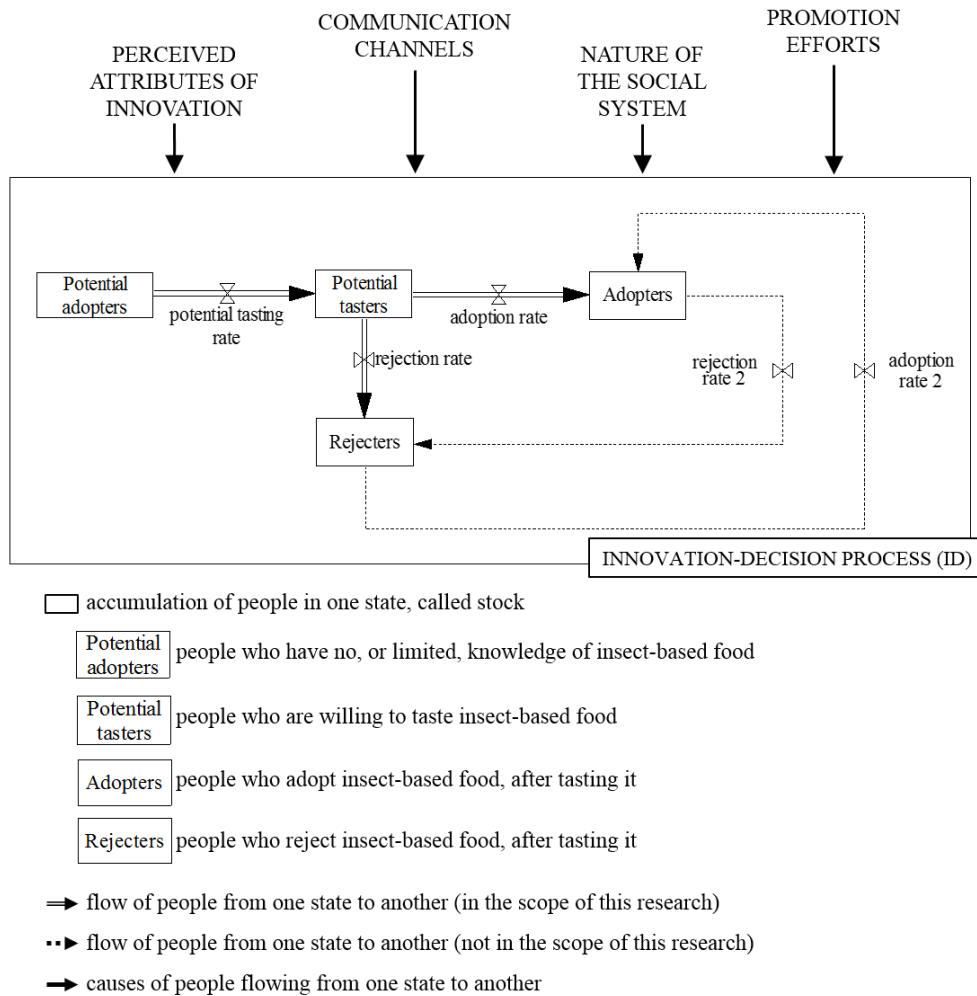 PERCEIVED
ATTRIBUTES OF
INNOVATION
COMMUNICATION
CHANNELS
NATURE OF
THE SOCIAL
SYSTEM
PROMOTION
EFFORTS
Potential
adopters
potential tasting
rate
Potential
tasters
adoption rate
Adopters
rejection rate
rejection
rate 2
adoption
rate 2
Rejecters
INNOVATION-DECISION PROCESS (ID)
accumulation of people in one state, called stock
Potential
adopters
people who have no, or limited, knowledge of insect-based food
Potential
tasters
people who are willing to taste insect-based food
Adopters people who adopt insect-based food, after tasting it
Rejecters people who reject insect-based food, after tasting it
flow of people from one state to another (in the scope of this research)
flow of people from one state to another (not in the scope of this research)
causes of people flowing from one state to another